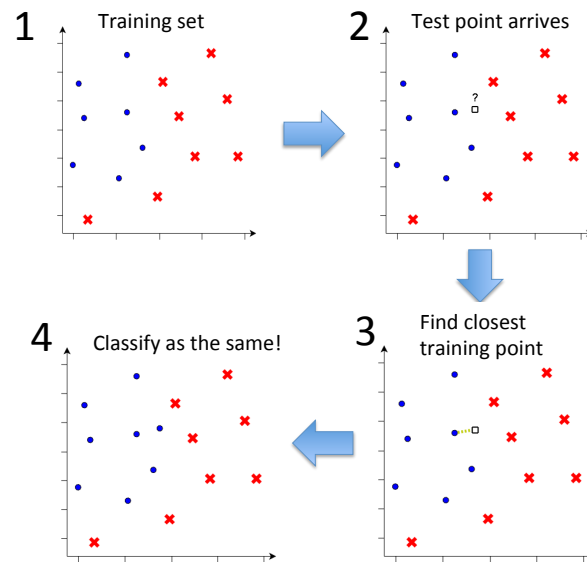 1
Training set
2
Test point arrives
?
3
Find closest
training point
4
Classify as the same!